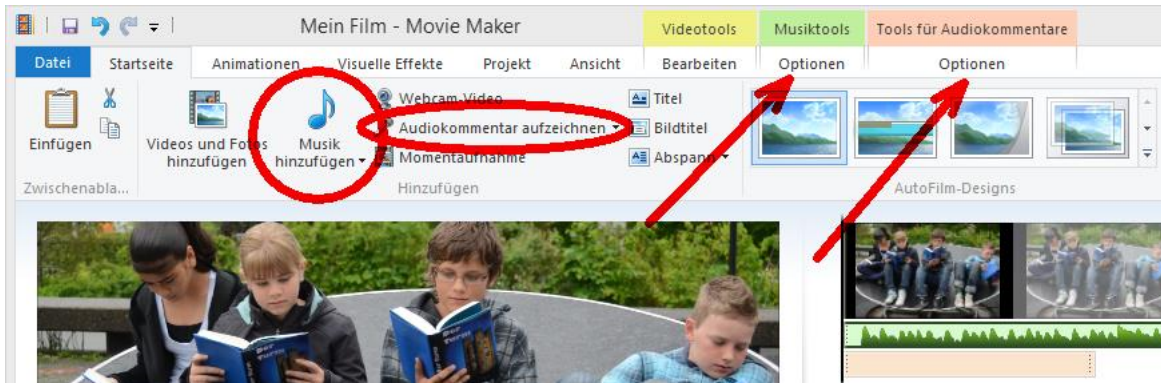 Mein Film - Movie Maker
Videotools
Musiktools
Tools für Audiokommentare
Datei
Startseite
Animationen
Visuelle Effekte
Projekt
Ansicht
Bearbeiten
Optionen
Optionen
Einfügen
Videos und Fotos
hinzufügen
Musik
hinzufügen
Webcam-Video
Audiokommentar aufzeichnen
Momentaufnahme
Titel
Bildtitel
Abspann
Zwischenabla...
Hinzufügen
AutoFilm-Designs
Der
Turm